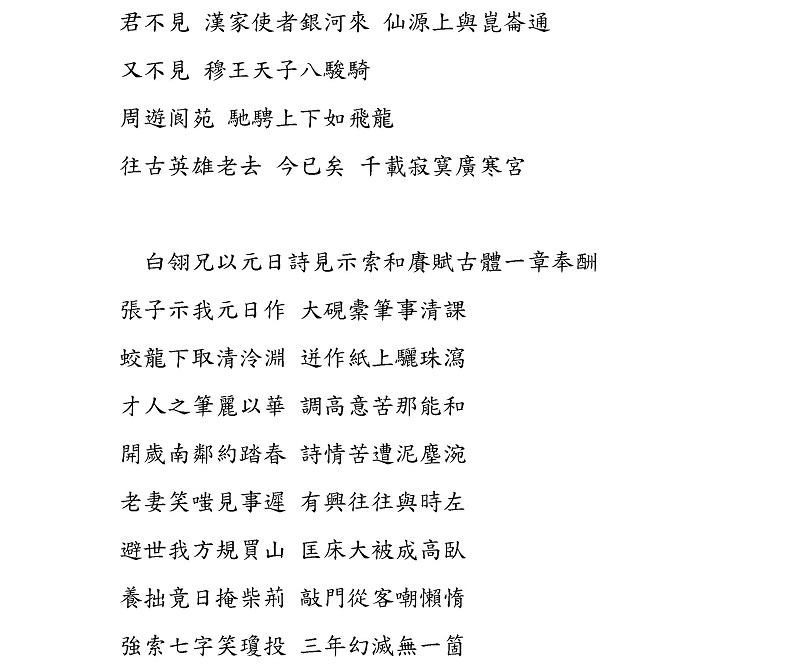 君不見 漢家使者銀河來 仙源上與崑崙通
又不見 穆王天子八駿騎
周遊閬苑 馳騁上下如飛龍
往古英雄老去 今已矣 千載寂寞廣寒宮
白翎兄以元日詩見示索和賡賦古體一章奉酬
張子示我元日作 大硯橐筆事清課
蛟龍下取清泠淵 迸作紙上驪珠瀉
才人之筆麗以華 調高意苦那能和
開歲南鄰約踏春 詩情苦遭泥塵涴
老妻笑嗤見事遲 有興往往與時左
避世我方規買山 匡床大被成高臥
養拙竟日掩柴荊 敲門從客嘲懶惰
強索七字笑瓊投 三年幻滅無一箇